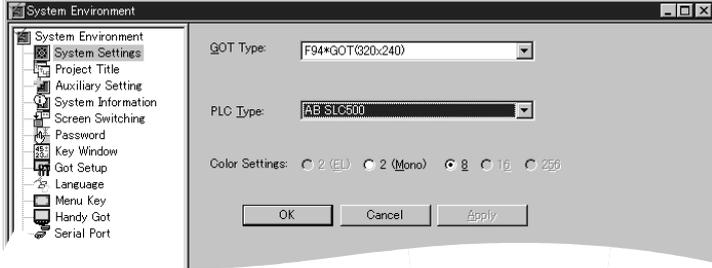 System Environment
System Environment
System Settings
Project Title
Auxiliary Setting
System Information
Screen Switching
Password
Key Window
Got Setup
Language
Menu Key
Handy Got
Serial Port
GOT Type: F94*GOT(320x240)
PLC Type: AB SLC500
Color Settings: 2 (EL) 2 (Mono) 8 16 256
OK Cancel Apply